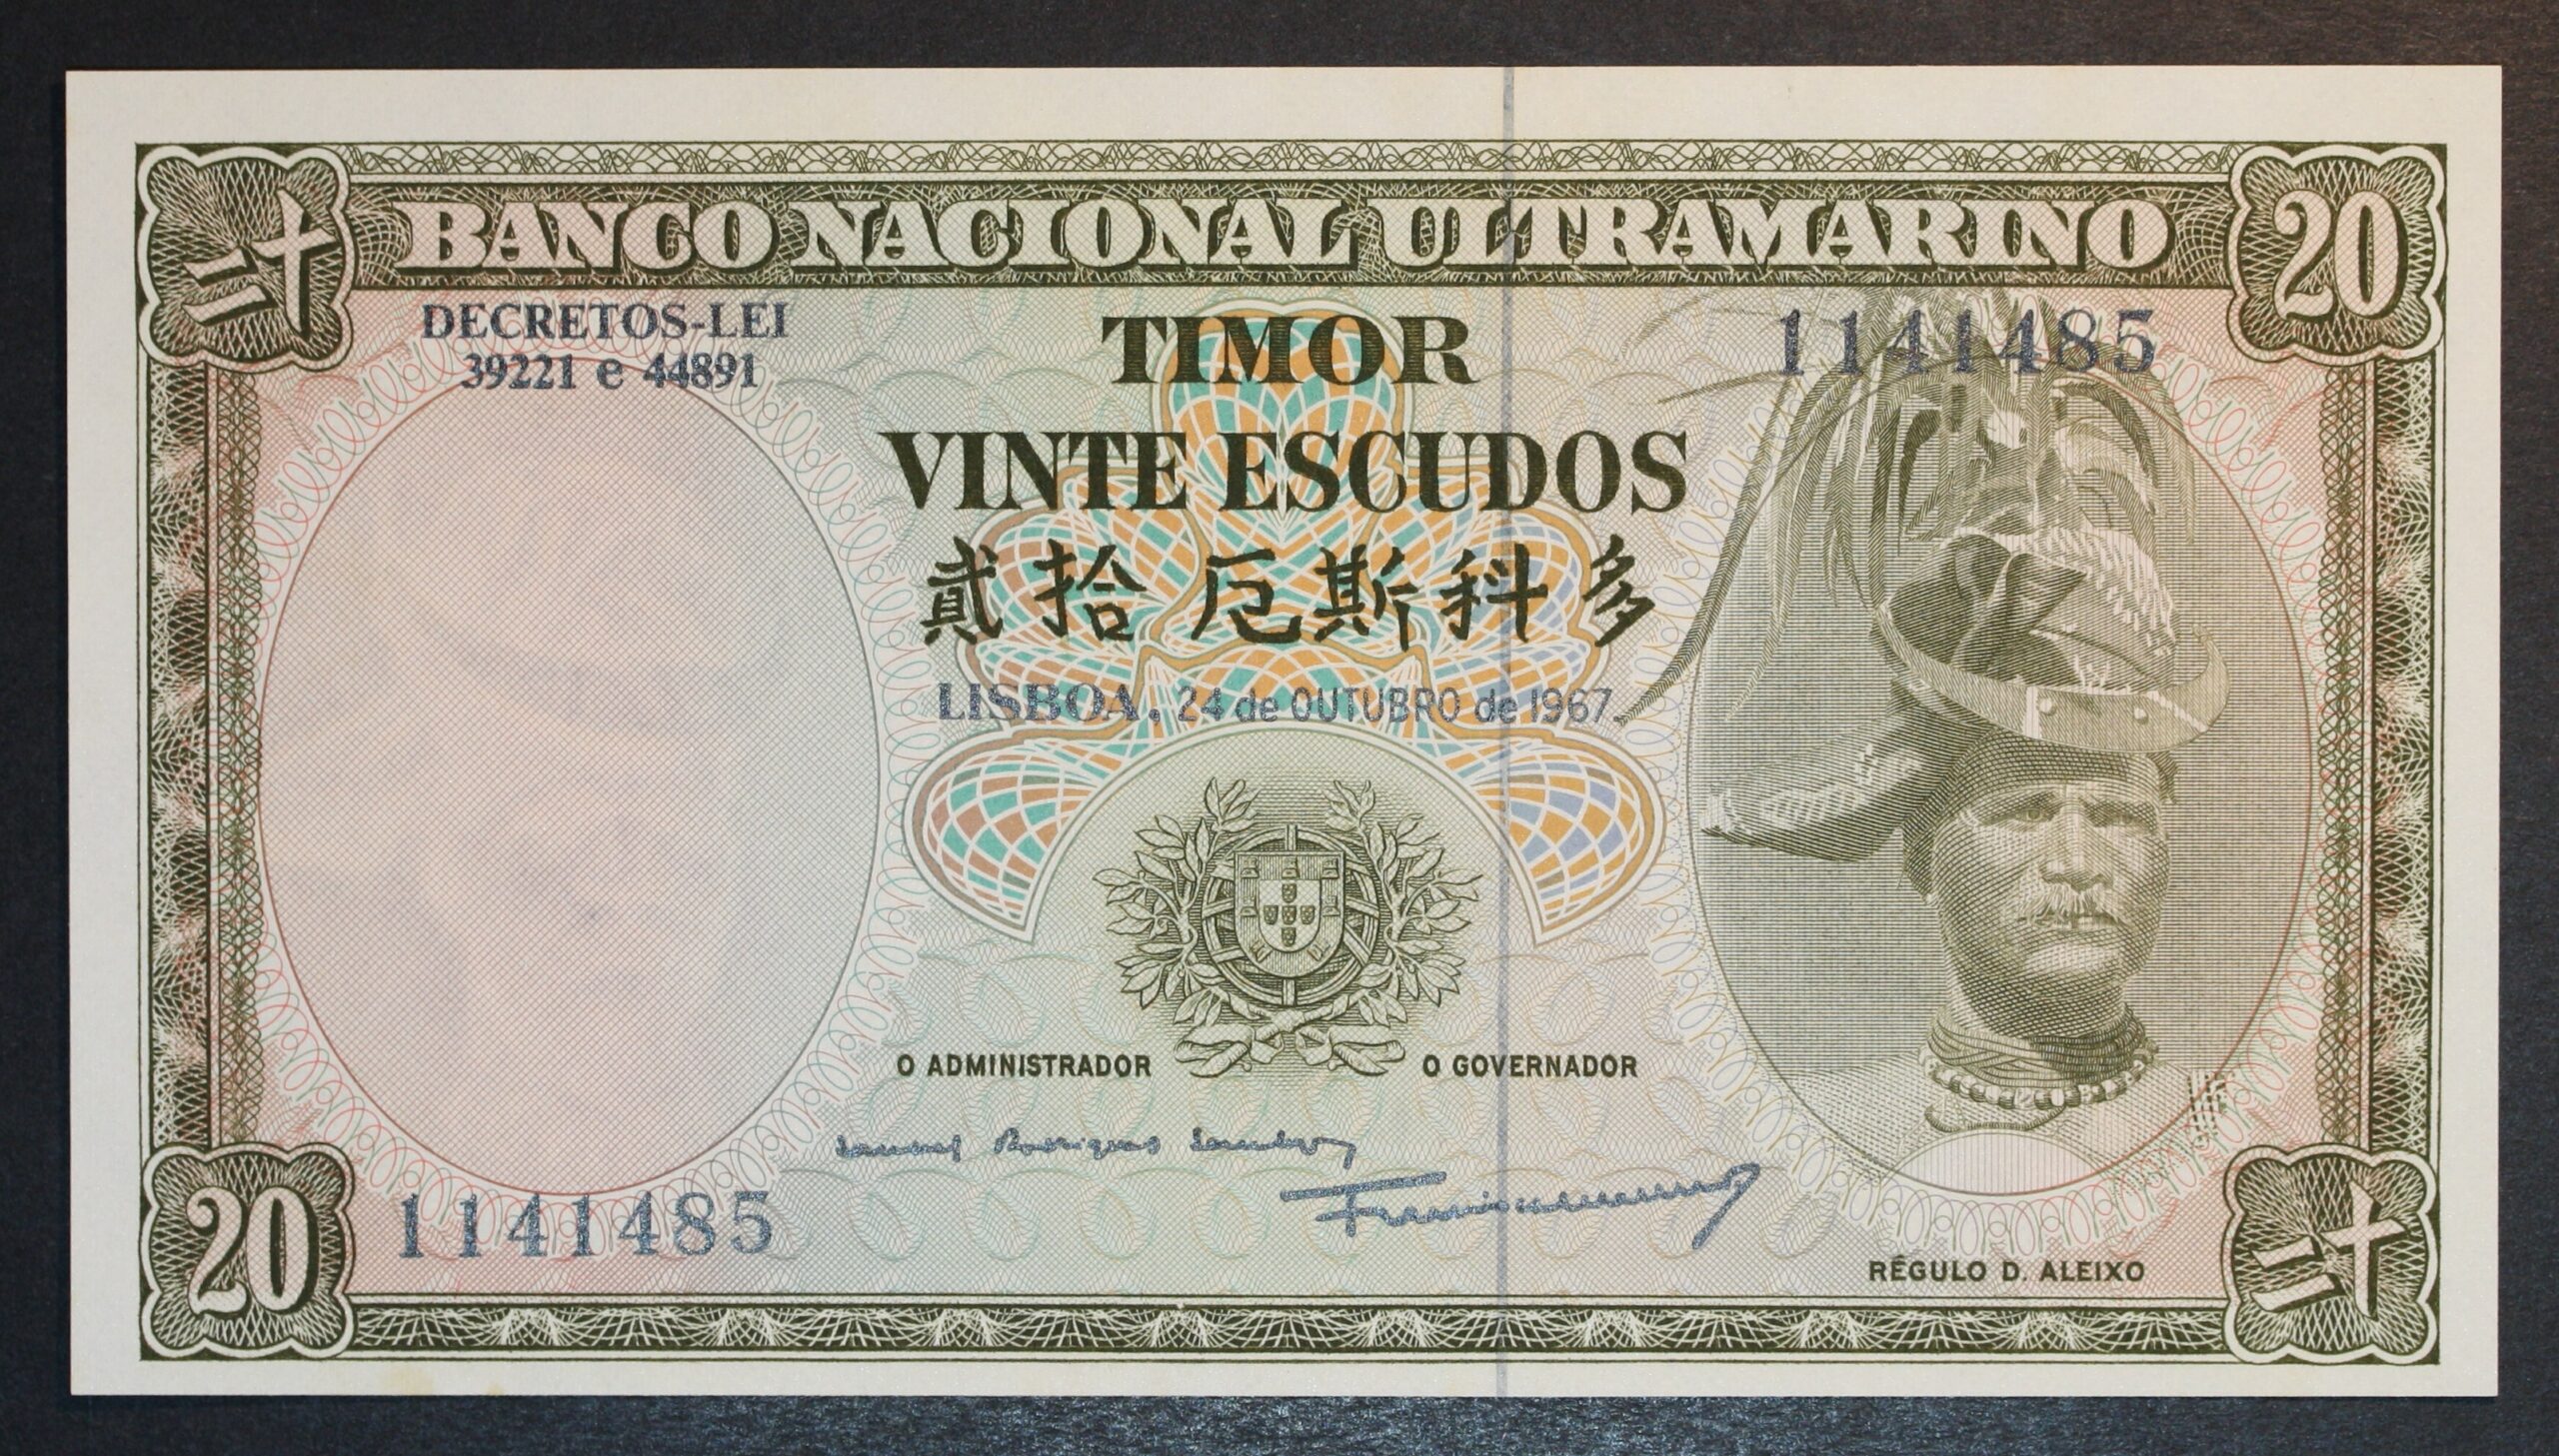 二十
BANCO NACIONAL ULTRAMARINO
20
DECRETOS-LEI
39221 e 44891
TIMOR
1141485
VINTE ESCUDOS
貳拾厄斯科多
LISBOA, 24 de OUTUBRO de 1967
O ADMINISTRADOR
O GOVERNADOR
Rodrigues
20
1141485
RÉGULO D. ALEIXO
二十